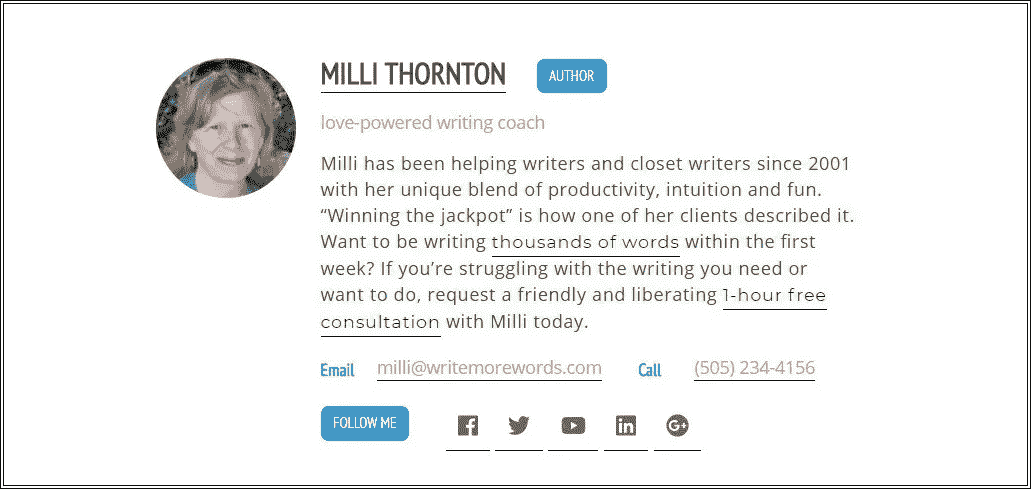 MILLI THORNTON AUTHOR
love-powered writing coach
Milli has been helping writers and closet writers since 2001
with her unique blend of productivity, intuition and fun.
“Winning the jackpot” is how one of her clients described it.
Want to be writing thousands of words within the first
week? If you’re struggling with the writing you need or
want to do, request a friendly and liberating 1-hour free
consultation with Milli today.
Email milli@writemorewords.com Call (505) 234-4156
FOLLOW ME